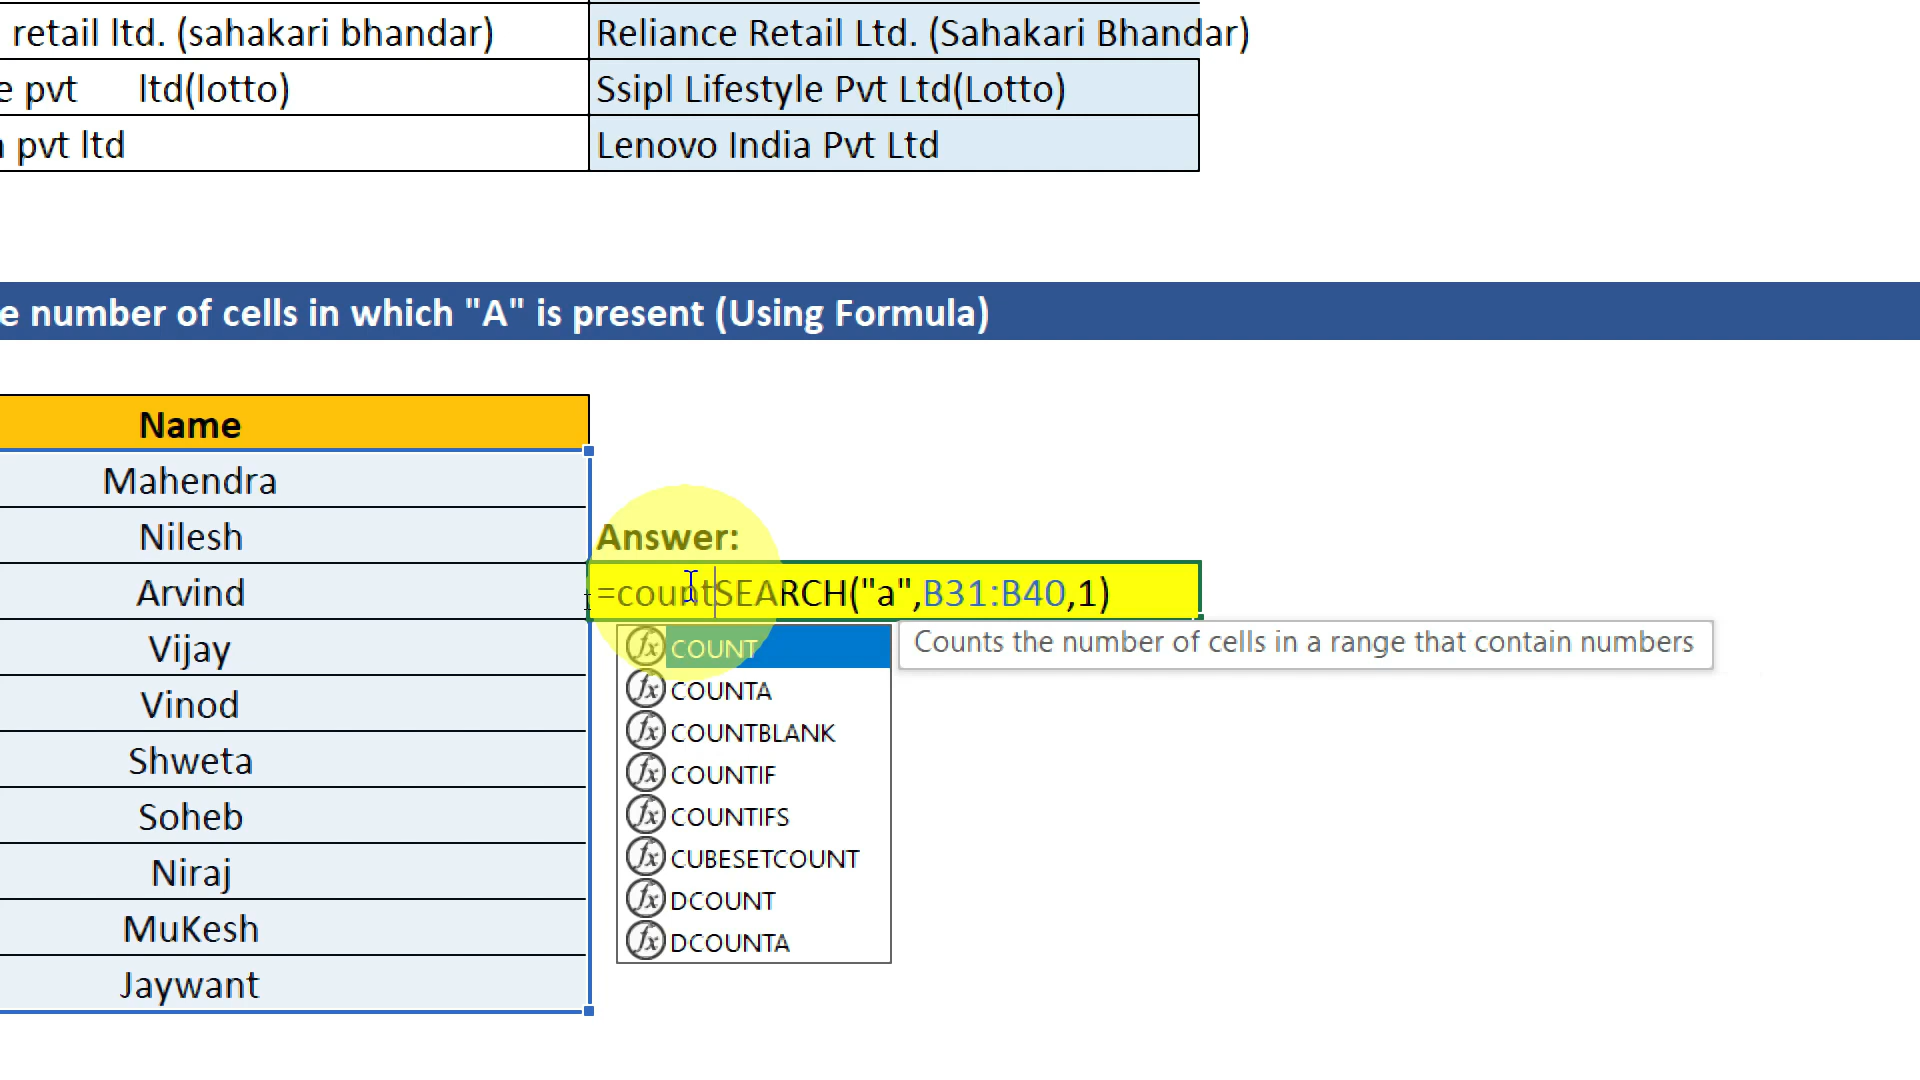 retail ltd. (sahakari bhandar) Reliance Retail Ltd. (Sahakari Bhandar)
e pvt ltd(lotto) Ssipl Lifestyle Pvt Ltd(Lotto)
pvt ltd Lenovo India Pvt Ltd
e number of cells in which "A" is present (Using Formula)
Name
Mahendra
Nilesh Answer:
Arvind =countSEARCH("a",B31:B40,1)
Vijay COUNT Counts the number of cells in a range that contain numbers
COUNTA
Vinod COUNTBLANK
Shweta COUNTIF
Soheb COUNTIFS
Niraj CUBESETCOUNT
DCOUNT
MuKesh DCOUNTA
Jaywant